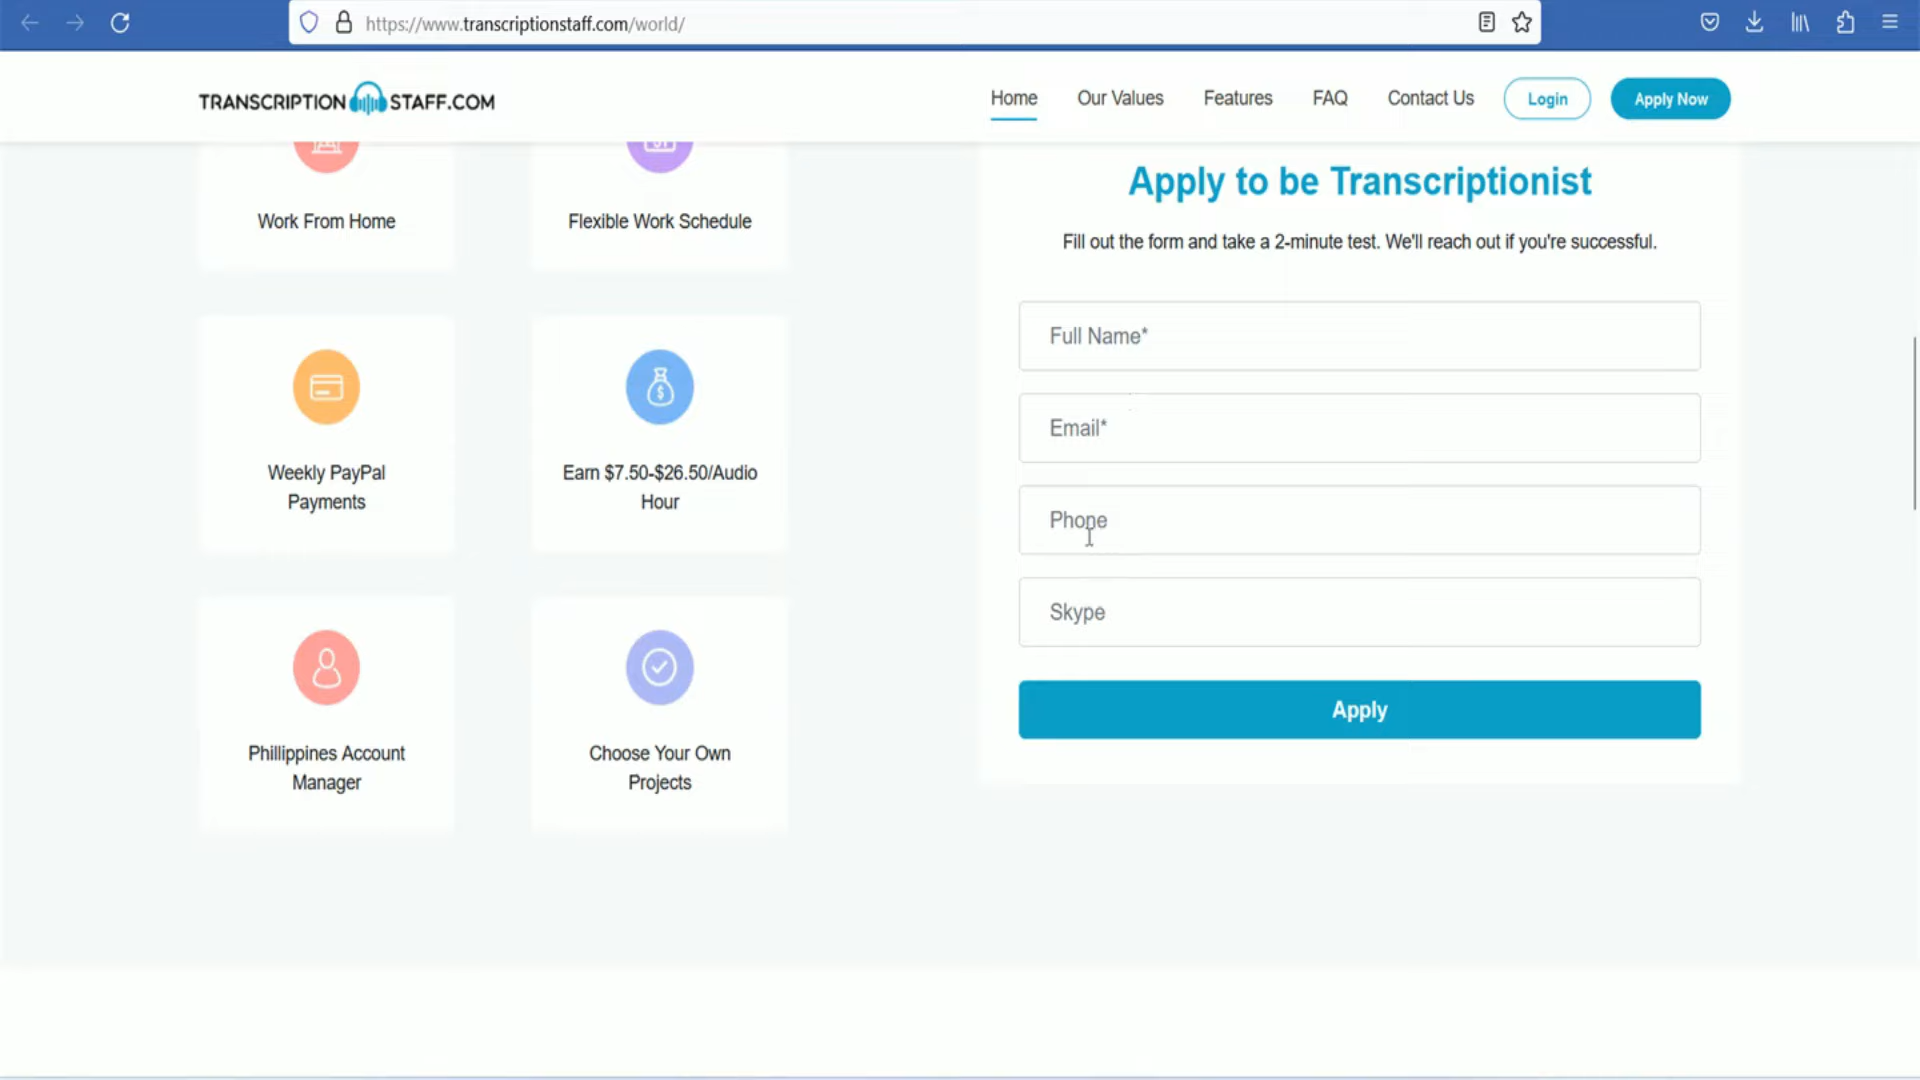 https://www.transcriptionstaff.com/world/
TRANSCRIPTION STAFF.COM
Home
Our Values
Features
FAQ
Contact Us
Login
Apply Now
Work From Home
Flexible Work Schedule
Weekly PayPal
Payments
Earn $7.50-$26.50/Audio
Hour
Phillippines Account
Manager
Choose Your Own
Projects
Apply to be Transcriptionist
Fill out the form and take a 2-minute test. We'll reach out if you're successful.
Full Name*
Email*
Phone
Skype
Apply